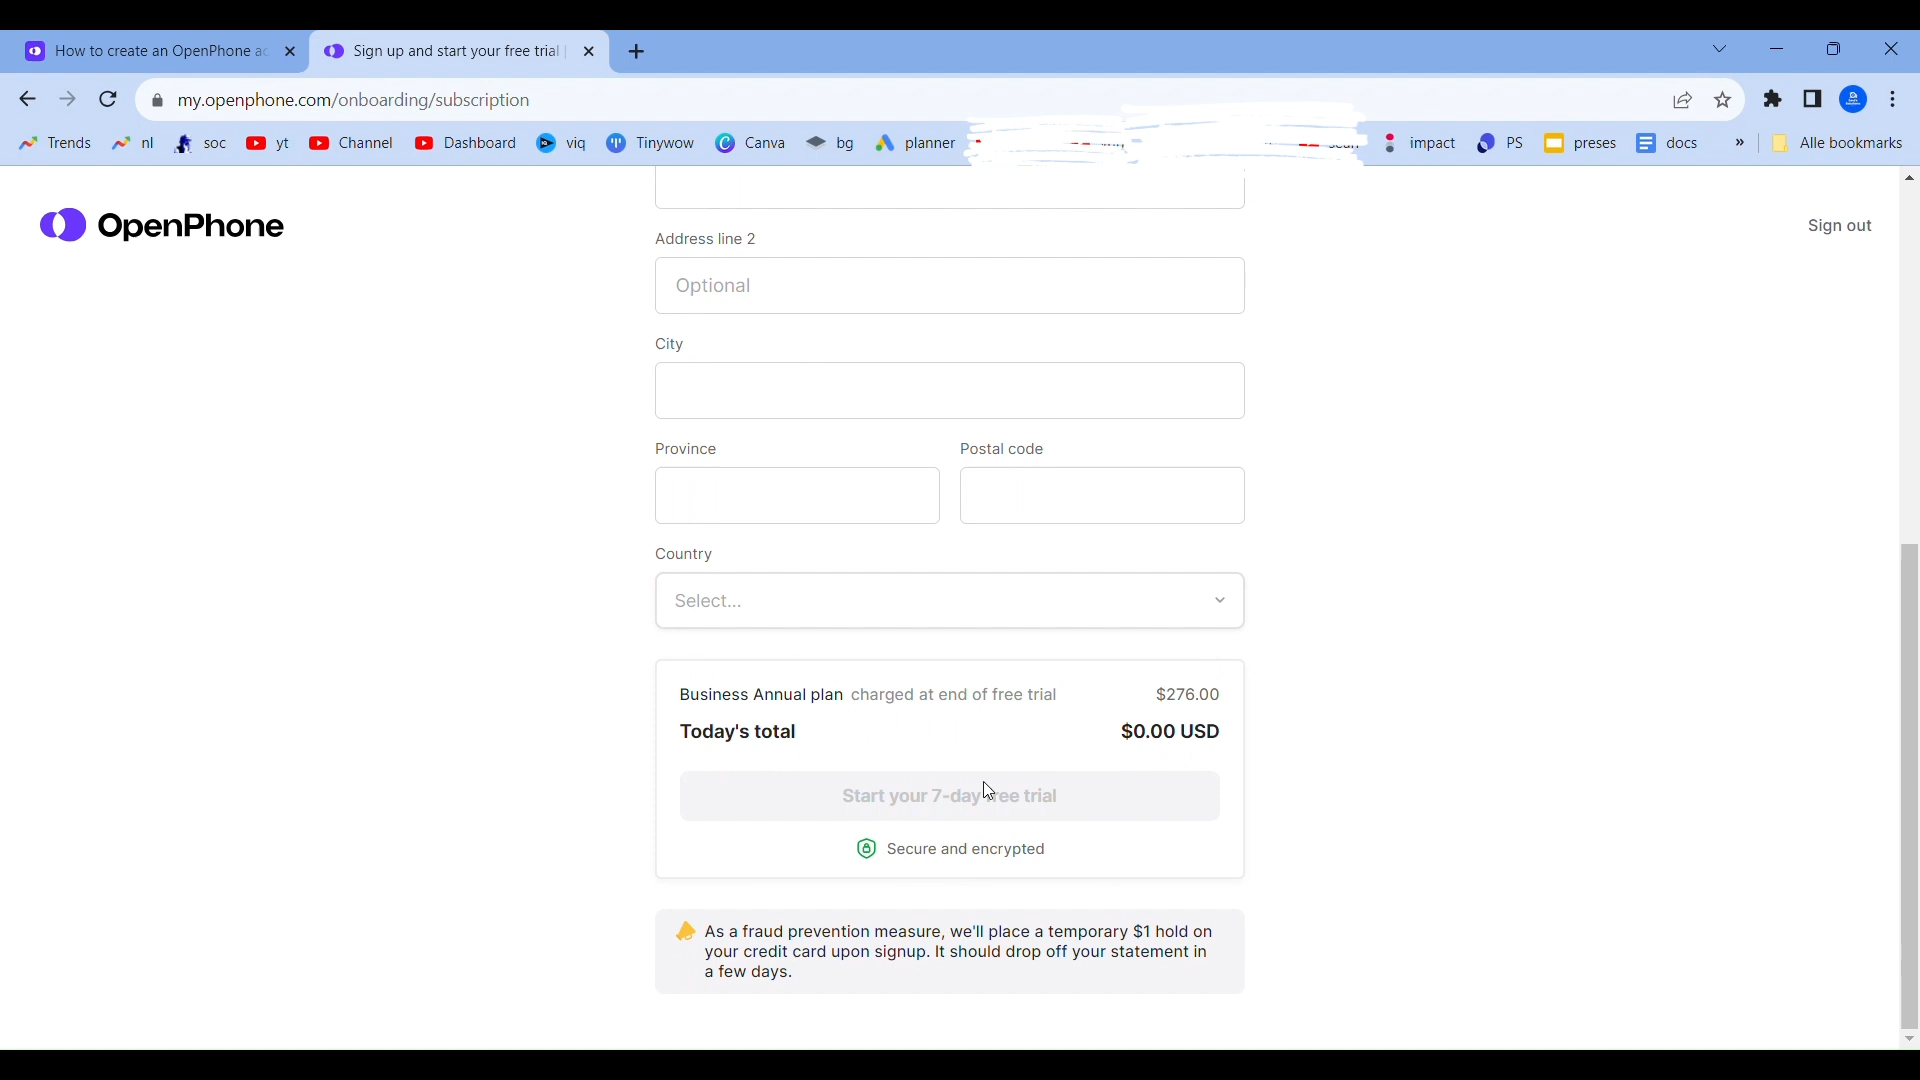 How to create an OpenPhone ac
Sign up and start your free trial
my.openphone.com/onboarding/subscription
Trends nl soc yt Channel Dashboard viq Tinywow Canva bg planner impact PS preses docs » Alle bookmarks
OpenPhone
Sign out
Address line 2
Optional
City
Province Postal code
Country
Select...
Business Annual plan charged at end of free trial $276.00
Today's total $0.00 USD
Start your 7-day free trial
Secure and encrypted
As a fraud prevention measure, we'll place a temporary $1 hold on
your credit card upon signup. It should drop off your statement in
a few days.